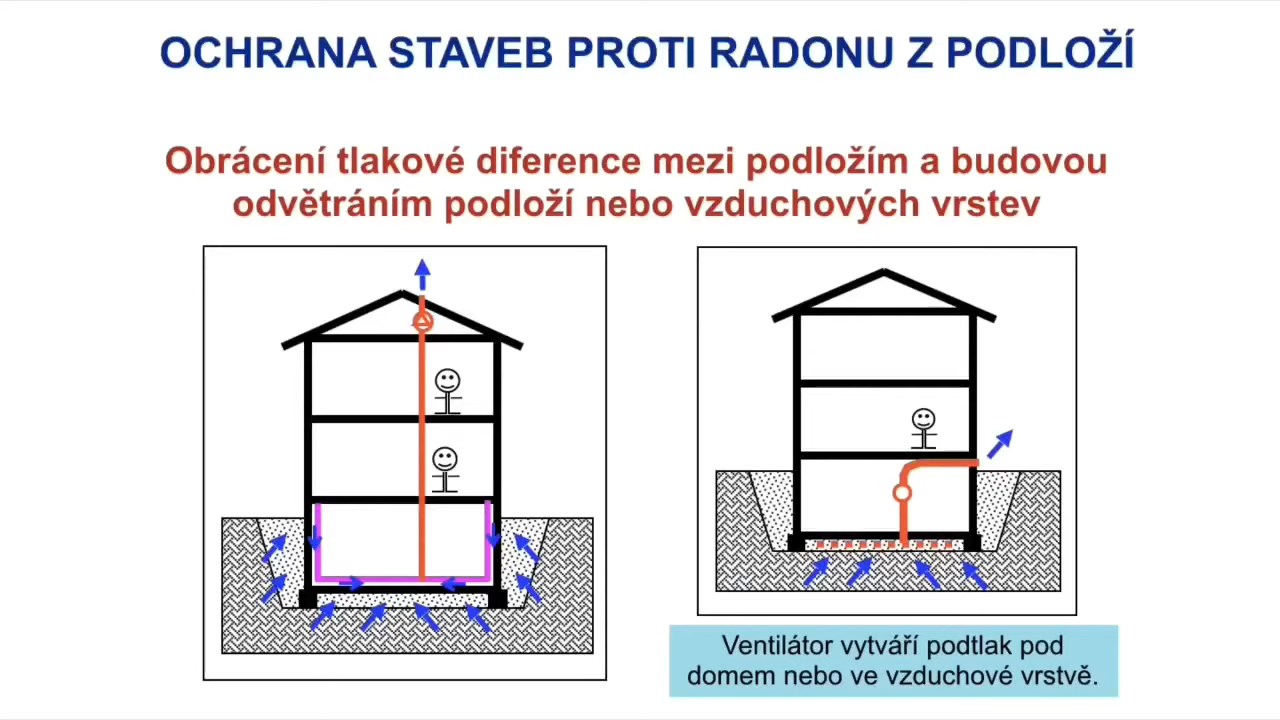 OCHRANA STAVEB PROTI RADONU Z PODLOŽÍ
Obrácení tlakové diference mezi podložím a budovou
odvětráním podloží nebo vzduchových vrstev
Ventilátor vytváří podtlak pod
domem nebo ve vzduchové vrstvě.